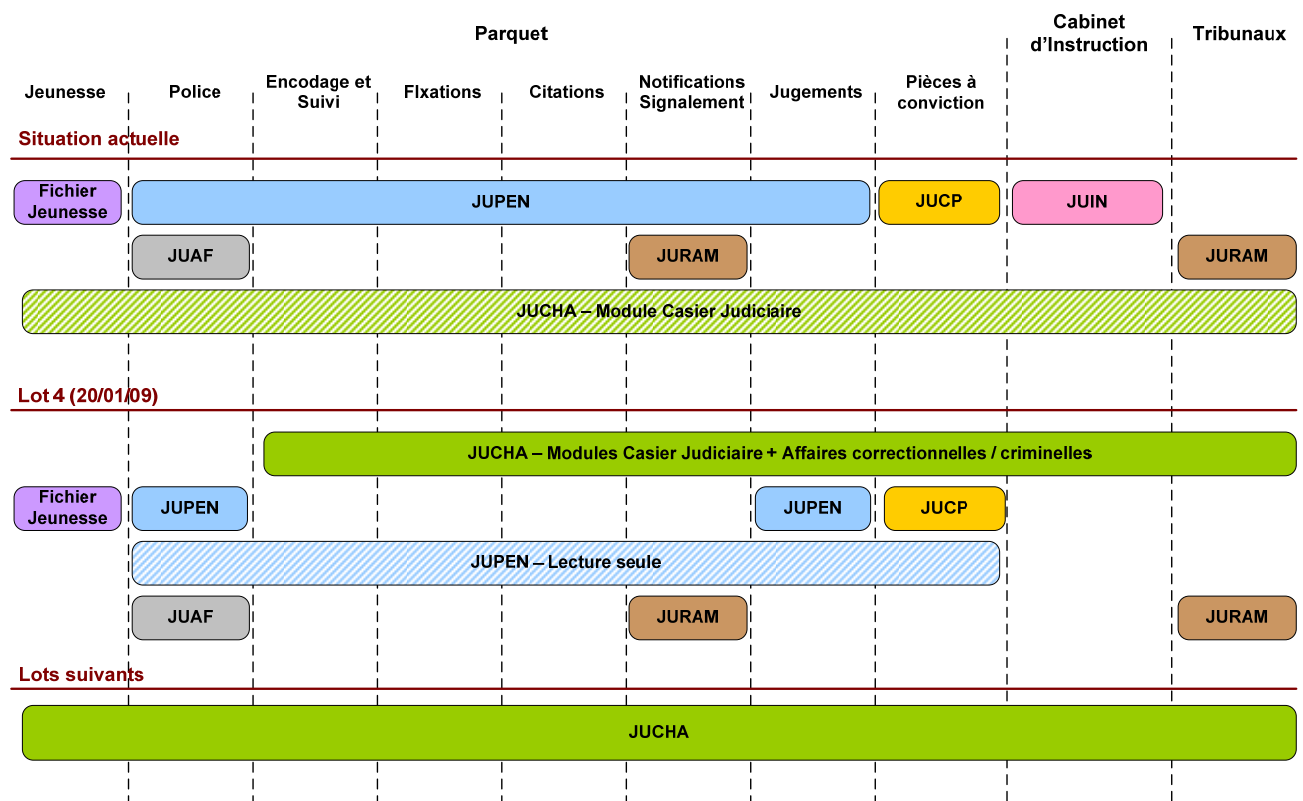 Parquet
Cabinet
d'Instruction
Tribunaux
Jeunesse
Police
Encodage et
Suivi
FIxations
Citations
Notifications
Signalement
Jugements
Pièces à
conviction
Situation actuelle
Fichier
Jeunesse
JUPEN
JUCP
JUIN
JUAF
JURAM
JURAM
JUCHA – Module Casier Judiciaire
Lot 4 (20/01/09)
JUCHA – Modules Casier Judiciaire + Affaires correctionnelles / criminelles
Fichier
Jeunesse
JUPEN
JUPEN
JUCP
JUPEN – Lecture seule
JUAF
JURAM
JURAM
Lots suivants
JUCHA